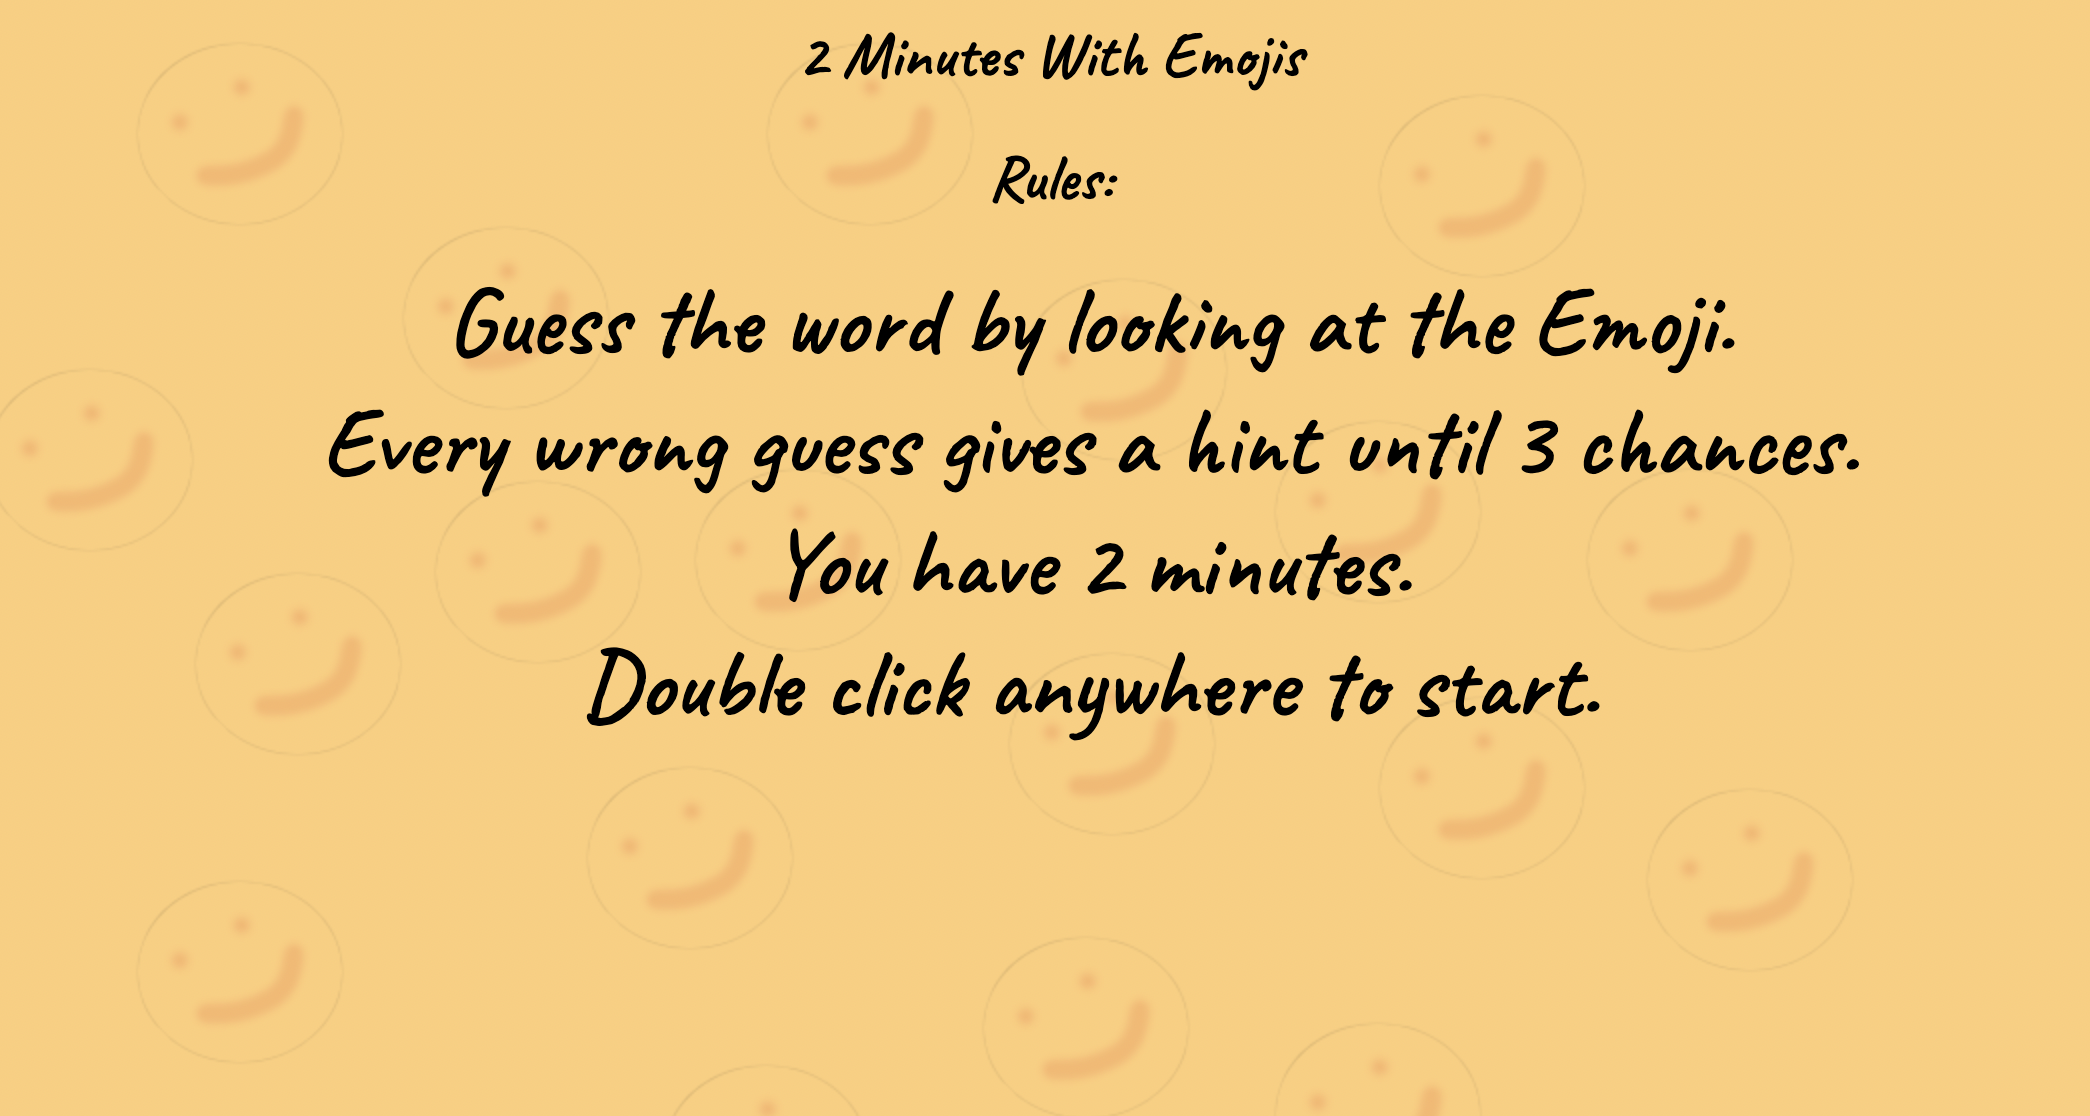 2 Minutes With Emojis
Rules:
Guess the word by looking at the Emoji.
Every wrong guess gives a hint until 3 chances.
You have 2 minutes.
Double click anywhere to start.